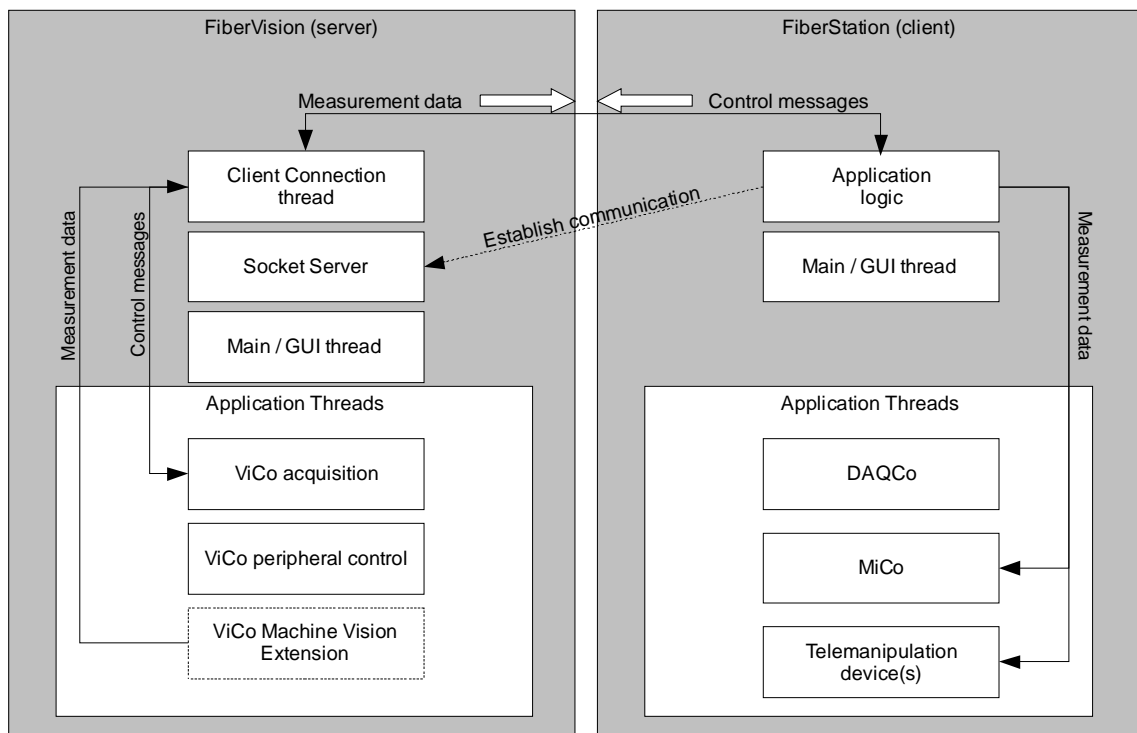 FiberVision (server)
Measurement data
Client Connection
thread
Socket Server
Main / GUI thread
Measurement data
Control messages
Application Threads
ViCo acquisition
ViCo peripheral control
ViCo Machine Vision
Extension
Establish communication
FiberStation (client)
Control messages
Application
logic
Main / GUI thread
Measurement data
Application Threads
DAQCo
MiCo
Telemanipulation
device(s)